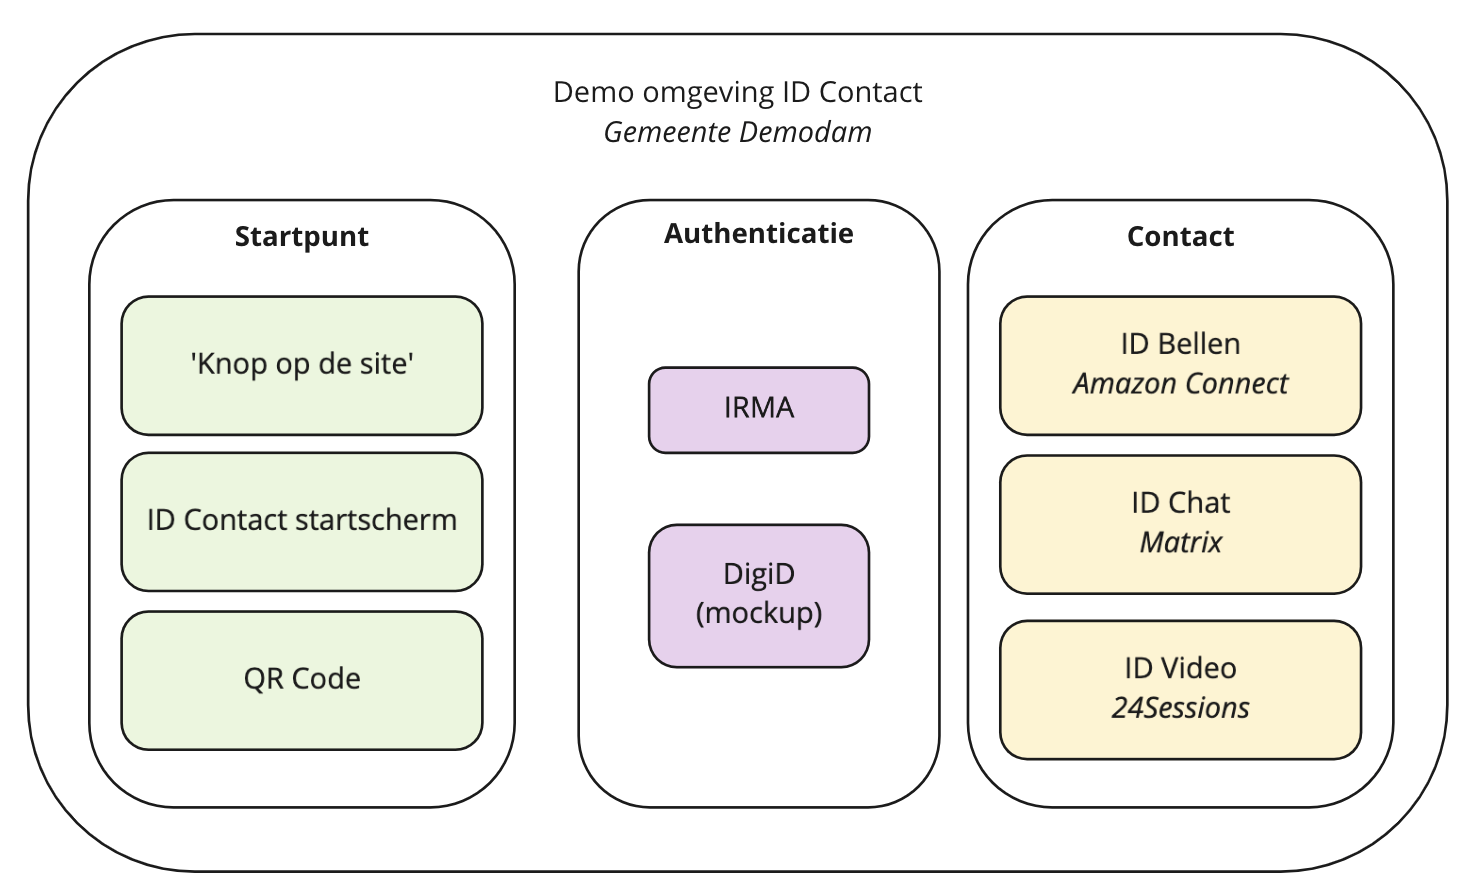 Demo omgeving ID Contact
Gemeente Demodam
Startpunt
'Knop op de site'
ID Contact startscherm
QR Code
Authenticatie
IRMA
DigiD
(mockup)
Contact
ID Bellen
Amazon Connect
ID Chat
Matrix
ID Video
24Sessions